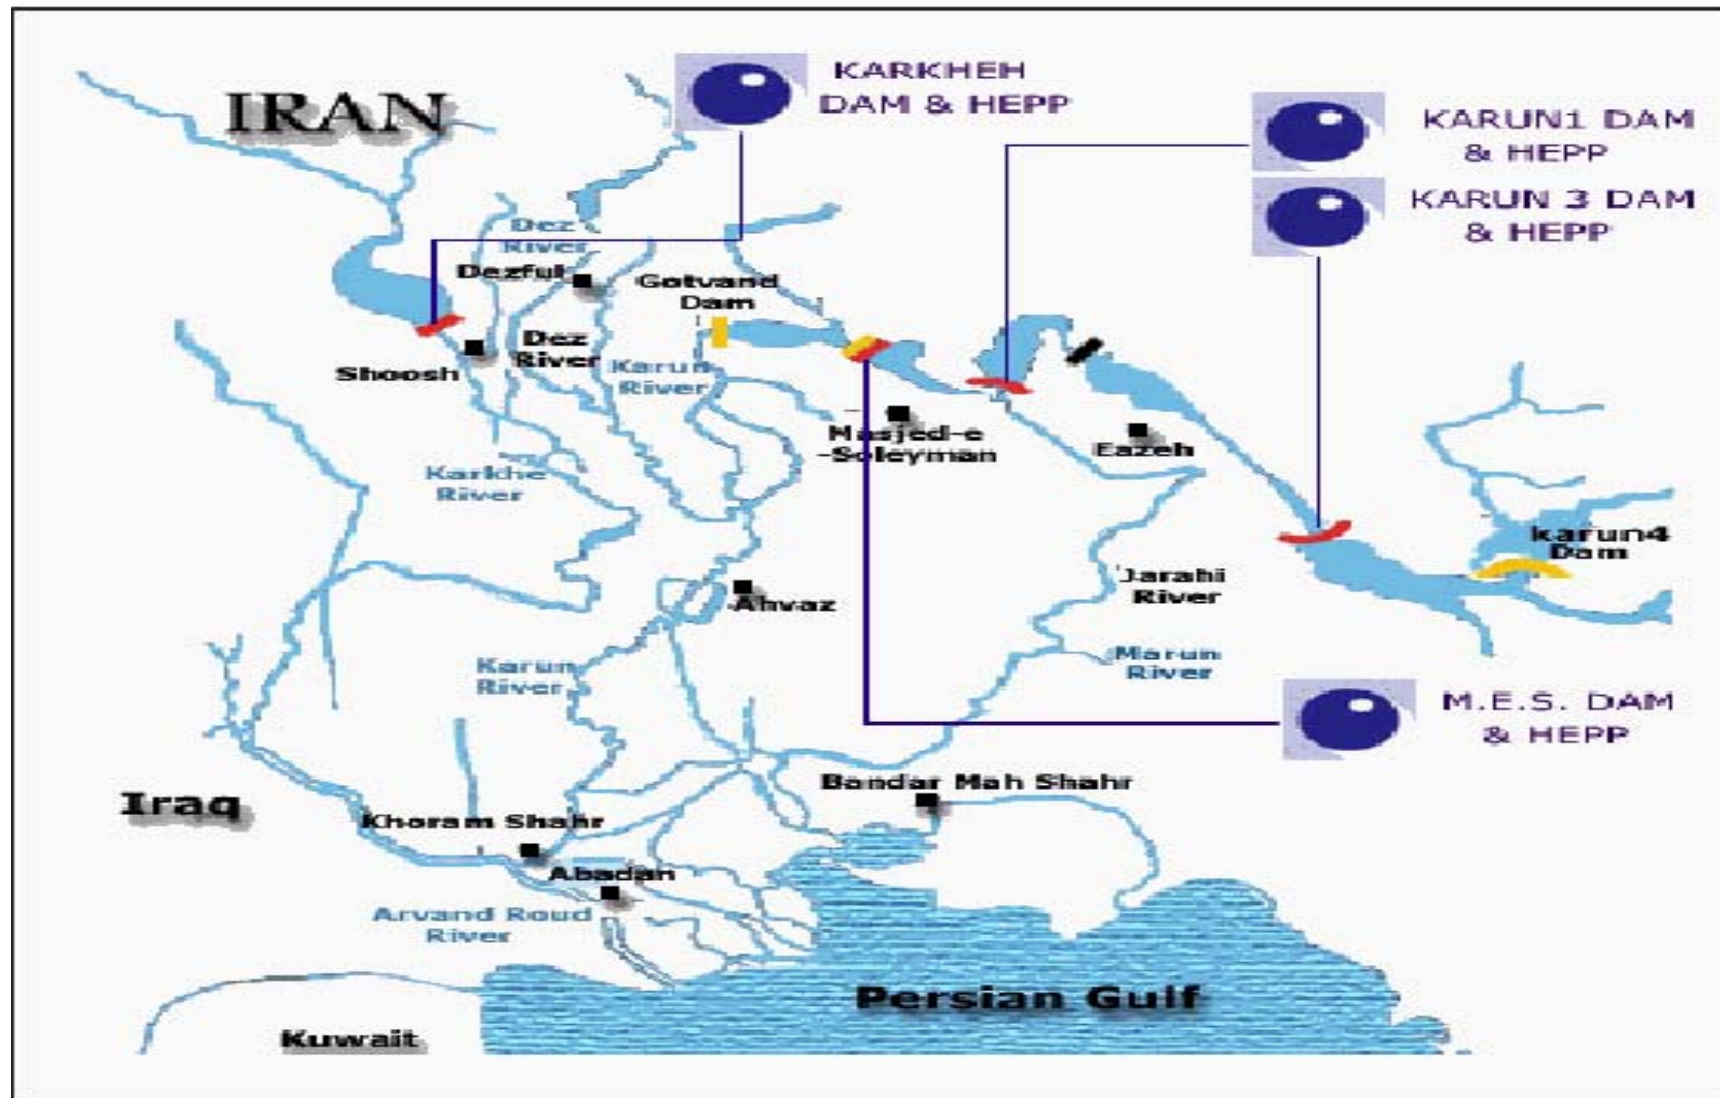 KARKHEH
DAM & HEPP
IRAN
KARUN1 DAM
& HEPP
KARUN 3 DAM
& HEPP
Dez
River
Dezful
Gotvand
Dam
Dez
River
Shoosh
Karun
River
Masjed-e
-Soleyman
Eazeh
Karkhe
River
karun4
Dam
Jarahi
River
Ahvaz
Karun
River
Marun
River
M.E.S. DAM
& HEPP
Bandar Mah Shahr
Iraq
Khoram Shahr
Abadan
Arvand Roud
River
Persian Gulf
Kuwait